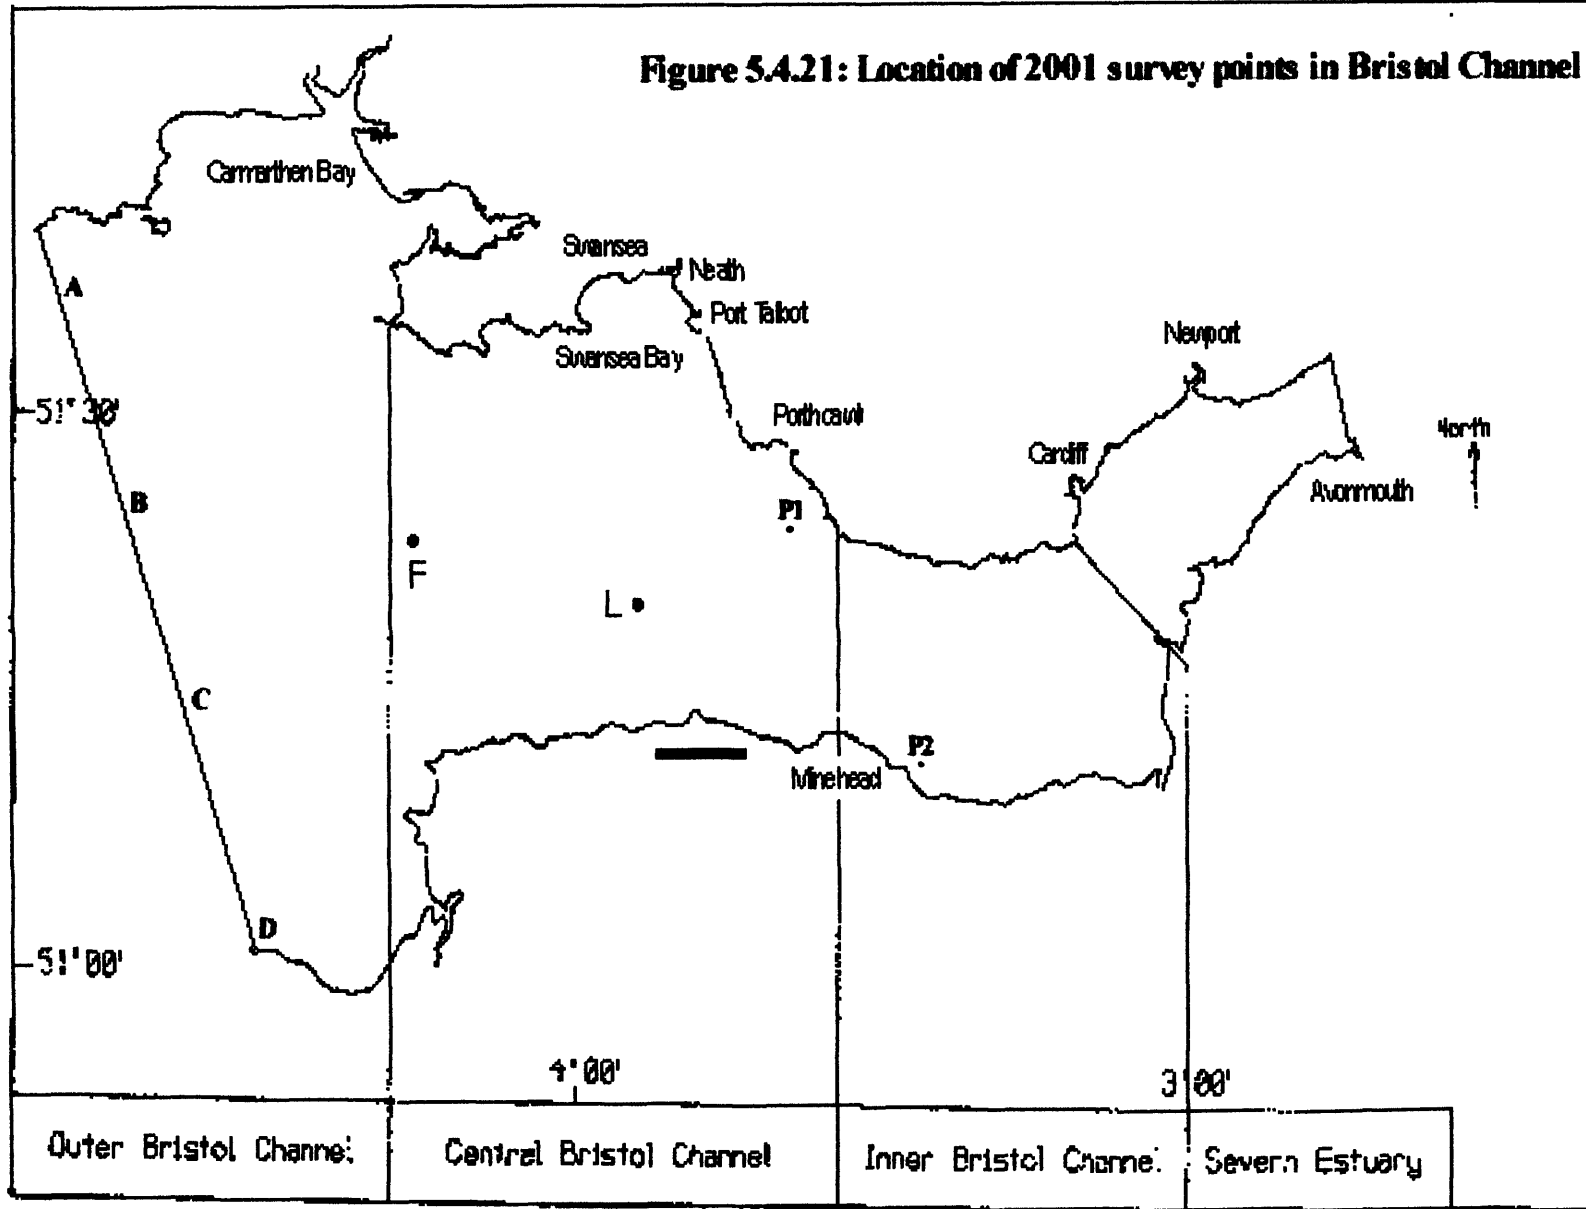 Figure 5.4.21: Location of 2001 survey points in Bristol Channel
Carmarthen Bay
Swansea
Neath
A
Port Talbot
Newport
Swansea Bay
51°30'
Porthcawl
North
Cardiff
Avonmouth
B
P1
F
L
C
P2
Minehead
D
51°00'
4°00'
3°00'
Outer Bristol Channel
Central Bristol Channel
Inner Bristol Channel
Severn Estuary